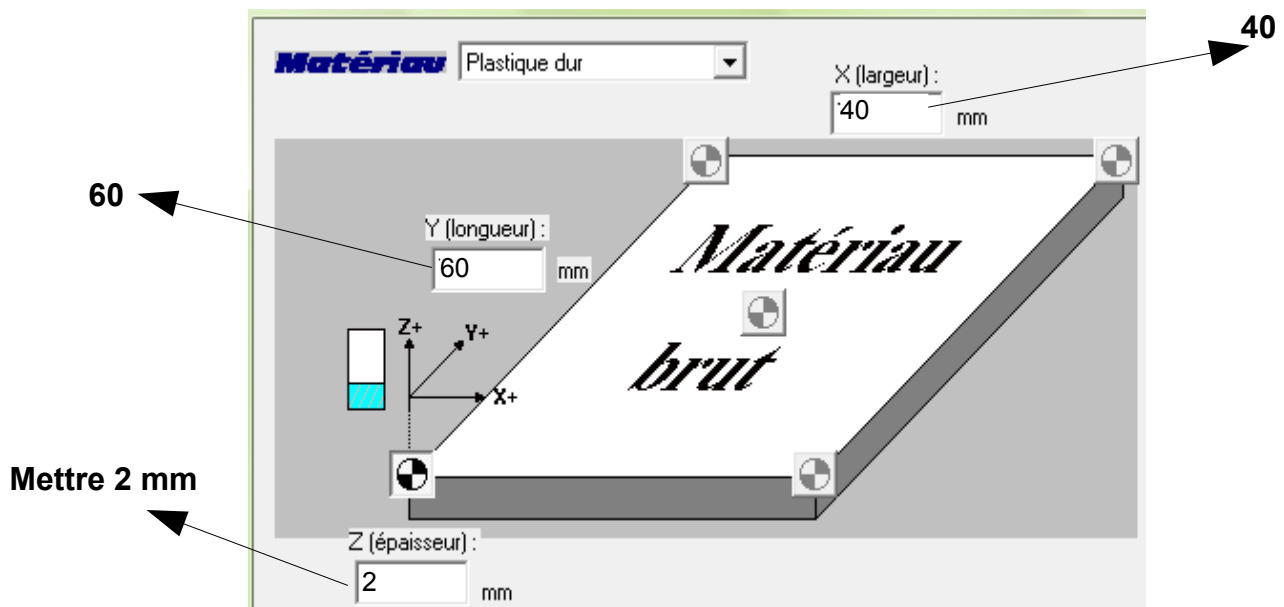 40
Matériau Plastique dur
X (largeur) :
40 mm
60
Y (longueur) :
60 mm
Matériau
brut
Z+
Y+
X+
Mettre 2 mm
Z (épaisseur) :
2 mm